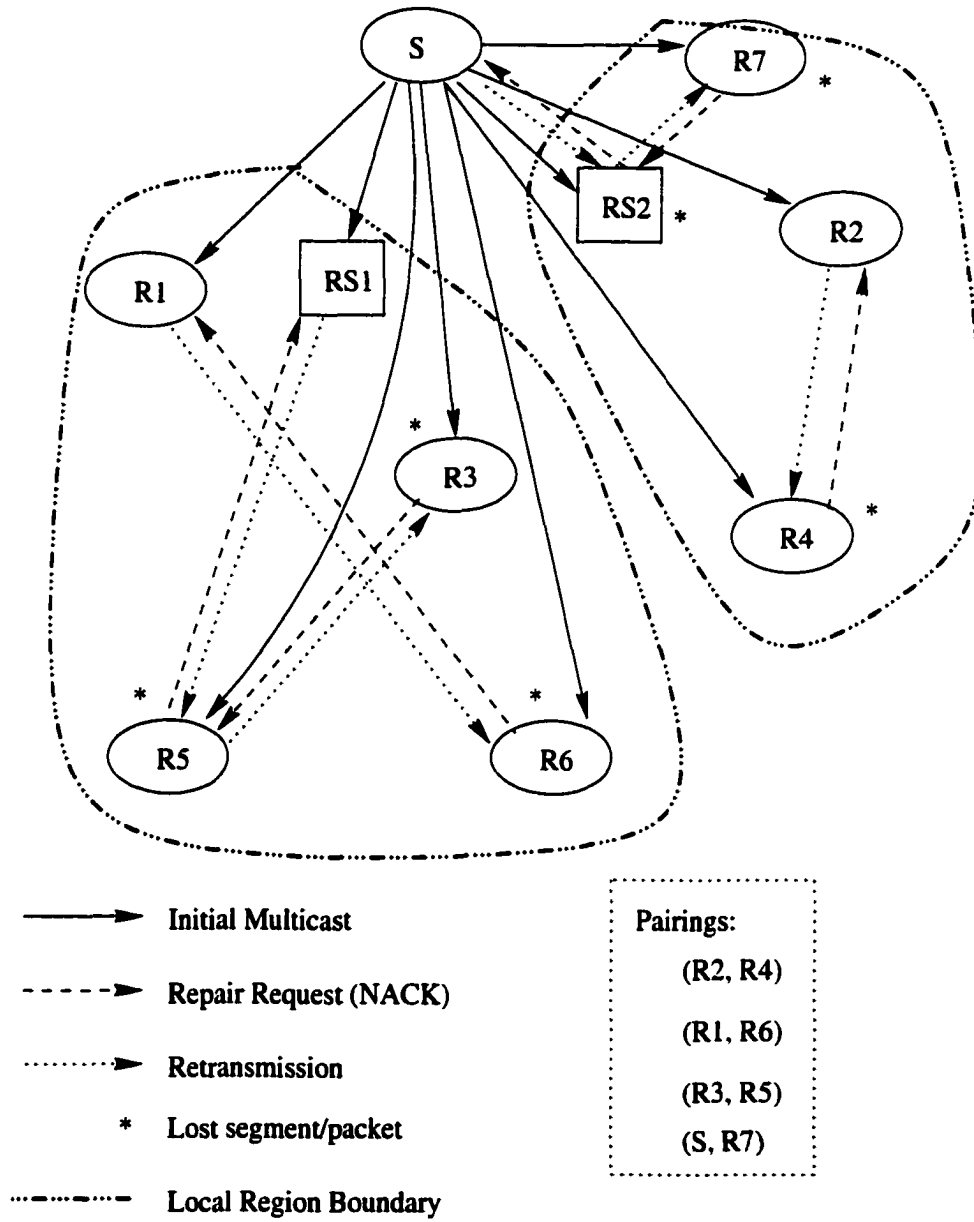 S
R7
RS2
*
*
R2
R1
RS1
*
R3
*
R4
*
*
R5
R6
Initial Multicast
Repair Request (NACK)
Retransmission
* Lost segment/packet
Local Region Boundary
Pairings:
(R2, R4)
(R1, R6)
(R3, R5)
(S, R7)